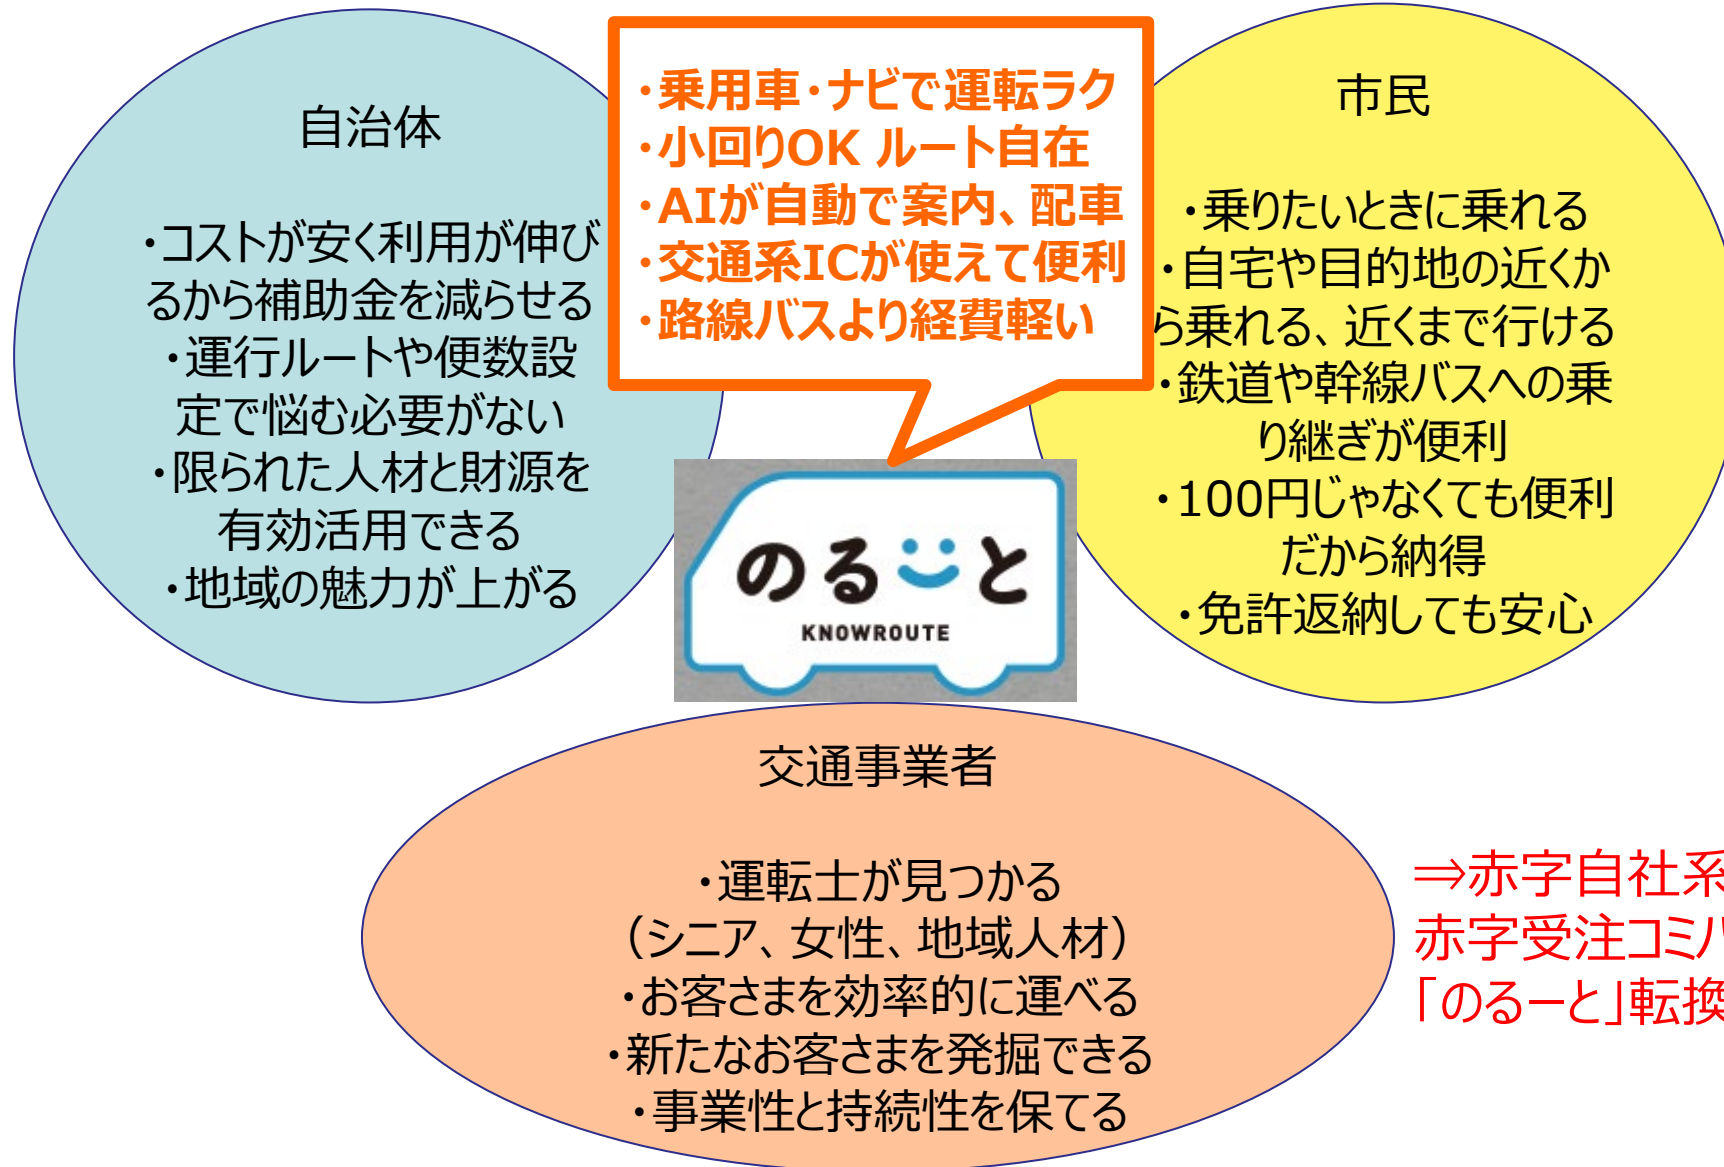 自治体
・コストが安く利用が伸び
るから補助金を減らせる
・運行ルートや便数設
定で悩む必要がない
・限られた人材と財源を
有効活用できる
・地域の魅力が上がる
・乗用車・ナビで運転ラク
・小回りOK ルート自在
・AIが自動で案内、配車
・交通系ICが使えて便利
・路線バスより経費軽い
市民
・乗りたいときに乗れる
・自宅や目的地の近くか
ら乗れる、近くまで行ける
・鉄道や幹線バスへの乗
り継ぎが便利
・100円じゃなくても便利
だから納得
・免許返納しても安心
のるーと
KNOWROUTE
交通事業者
・運転士が見つかる
（シニア、女性、地域人材）
・お客さまを効率的に運べる
・新たなお客さまを発掘できる
・事業性と持続性を保てる
⇒赤字自社系
赤字受注コミバ
「のるーと」転換